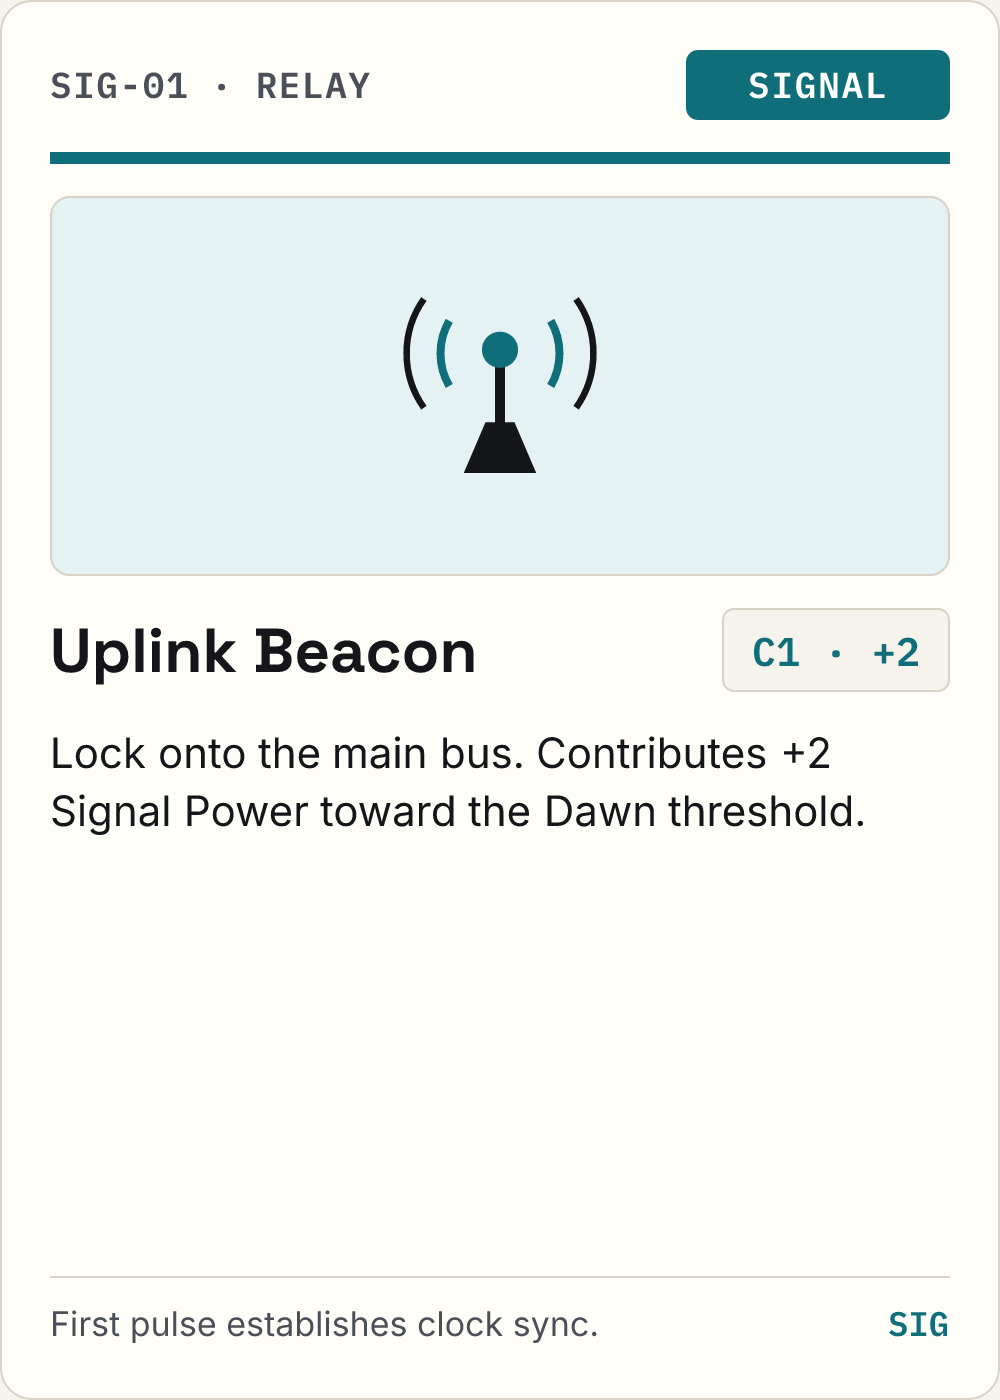 SIG-01 · RELAY
SIGNAL
Uplink Beacon
C1 · +2
Lock onto the main bus. Contributes +2
Signal Power toward the Dawn threshold.
First pulse establishes clock sync.
SIG